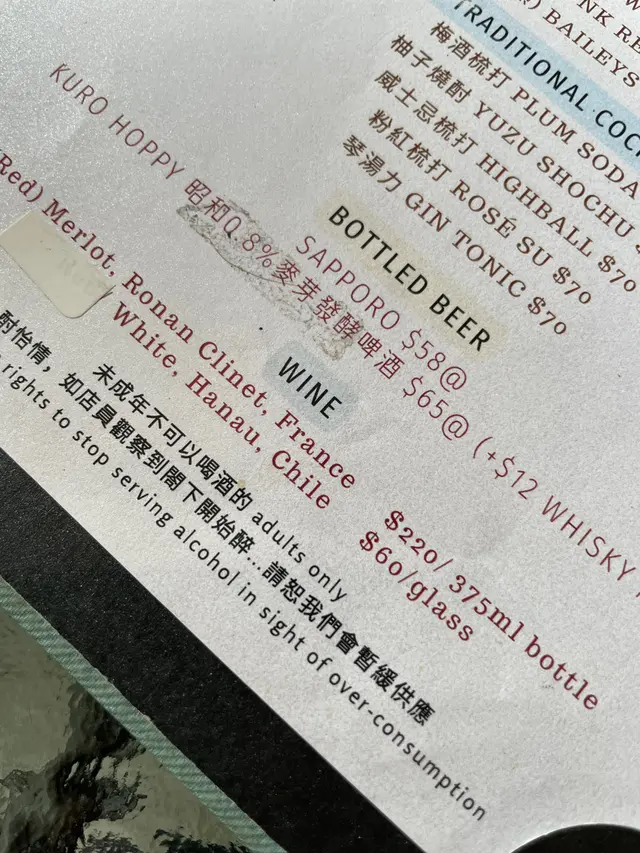 BAILEYS
TRADITIONAL COC
梅酒梳打 PLUM SODA
柚子燒酎 YUZU SHOCHU
威士忌梳打 HIGHBALL $70
粉紅梳打 ROSÉ SU $70
琴湯力 GIN TONIC $70
BOTTLED BEER
SAPPORO $58@
KURO HOPPY 昭和Q 8%麥芽發酵啤酒 $65@ (+$12 WHISKY
WINE
(Red) Merlot, Ronan Clinet, France $220/ 375ml bottle
White, Hanau, Chile $60/glass
未成年不可以喝酒的 adults only
酎怡情，如店員觀察到閣下開始醉...請恕我們會暫緩供應
rights to stop serving alcohol in sight of over-consumption